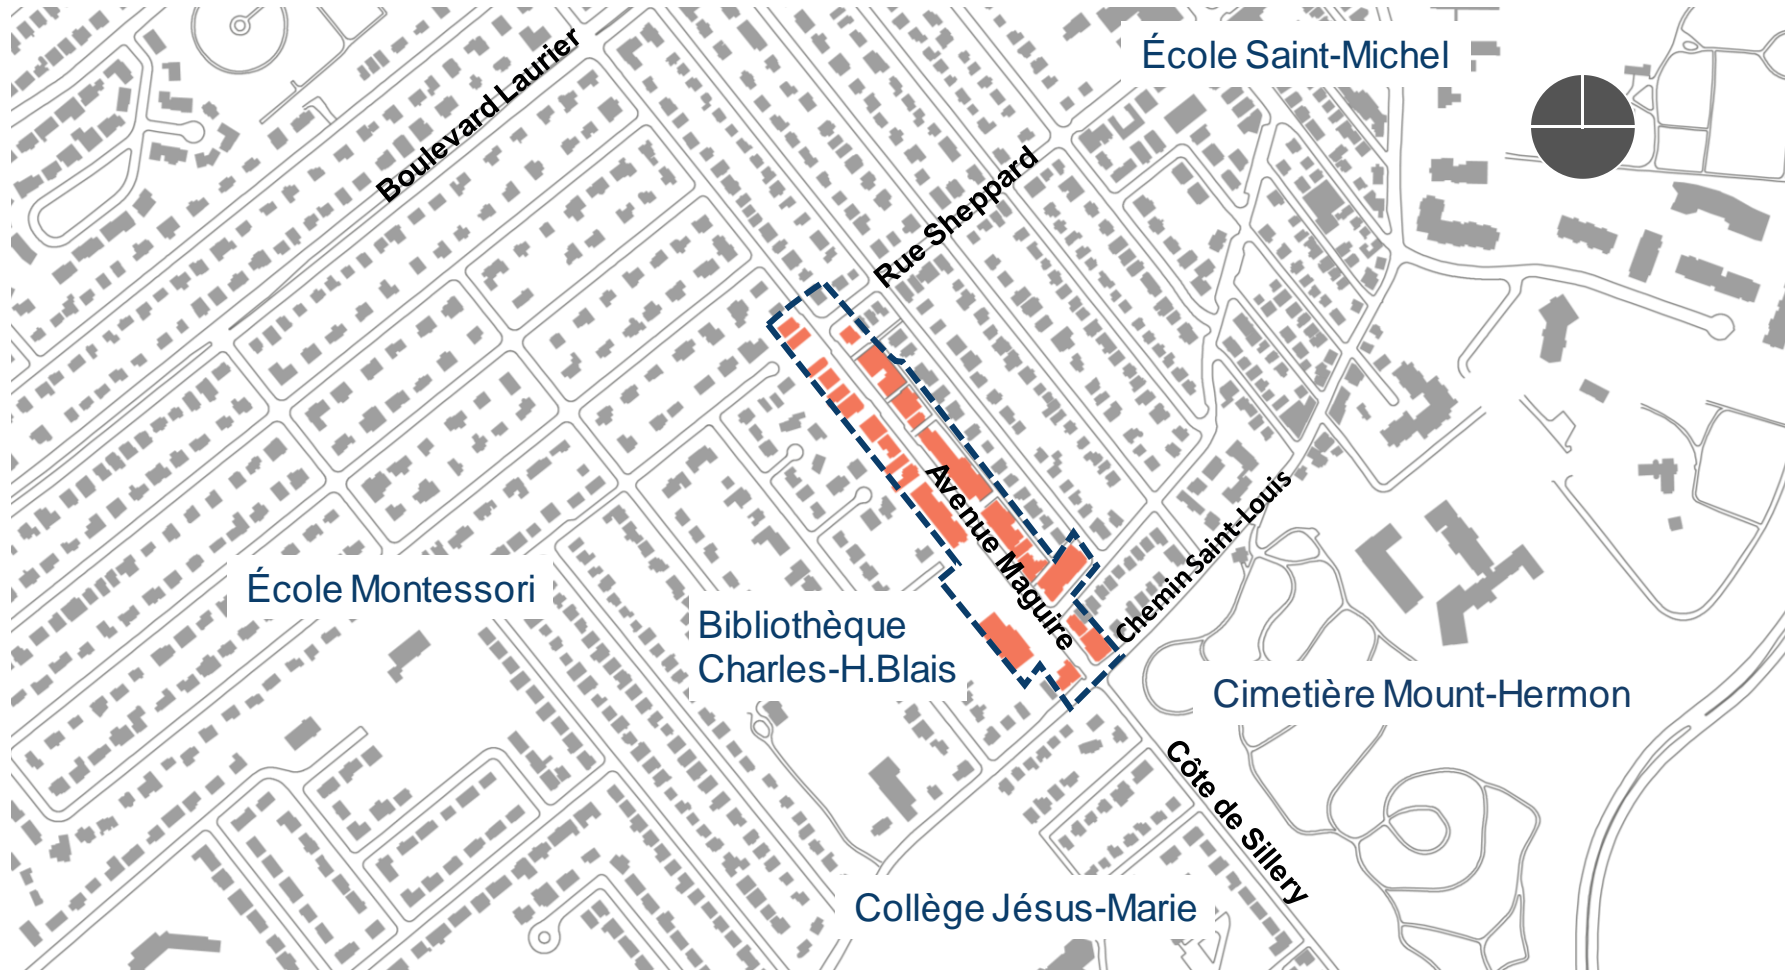 École Saint-Michel
Boulevard Laurier
Rue Sheppard
Avenue Maguire
Chemin Saint-Louis
École Montessori
Bibliothèque
Charles-H.Blais
Cimetière Mount-Hermon
Côte de Sillery
Collège Jésus-Marie